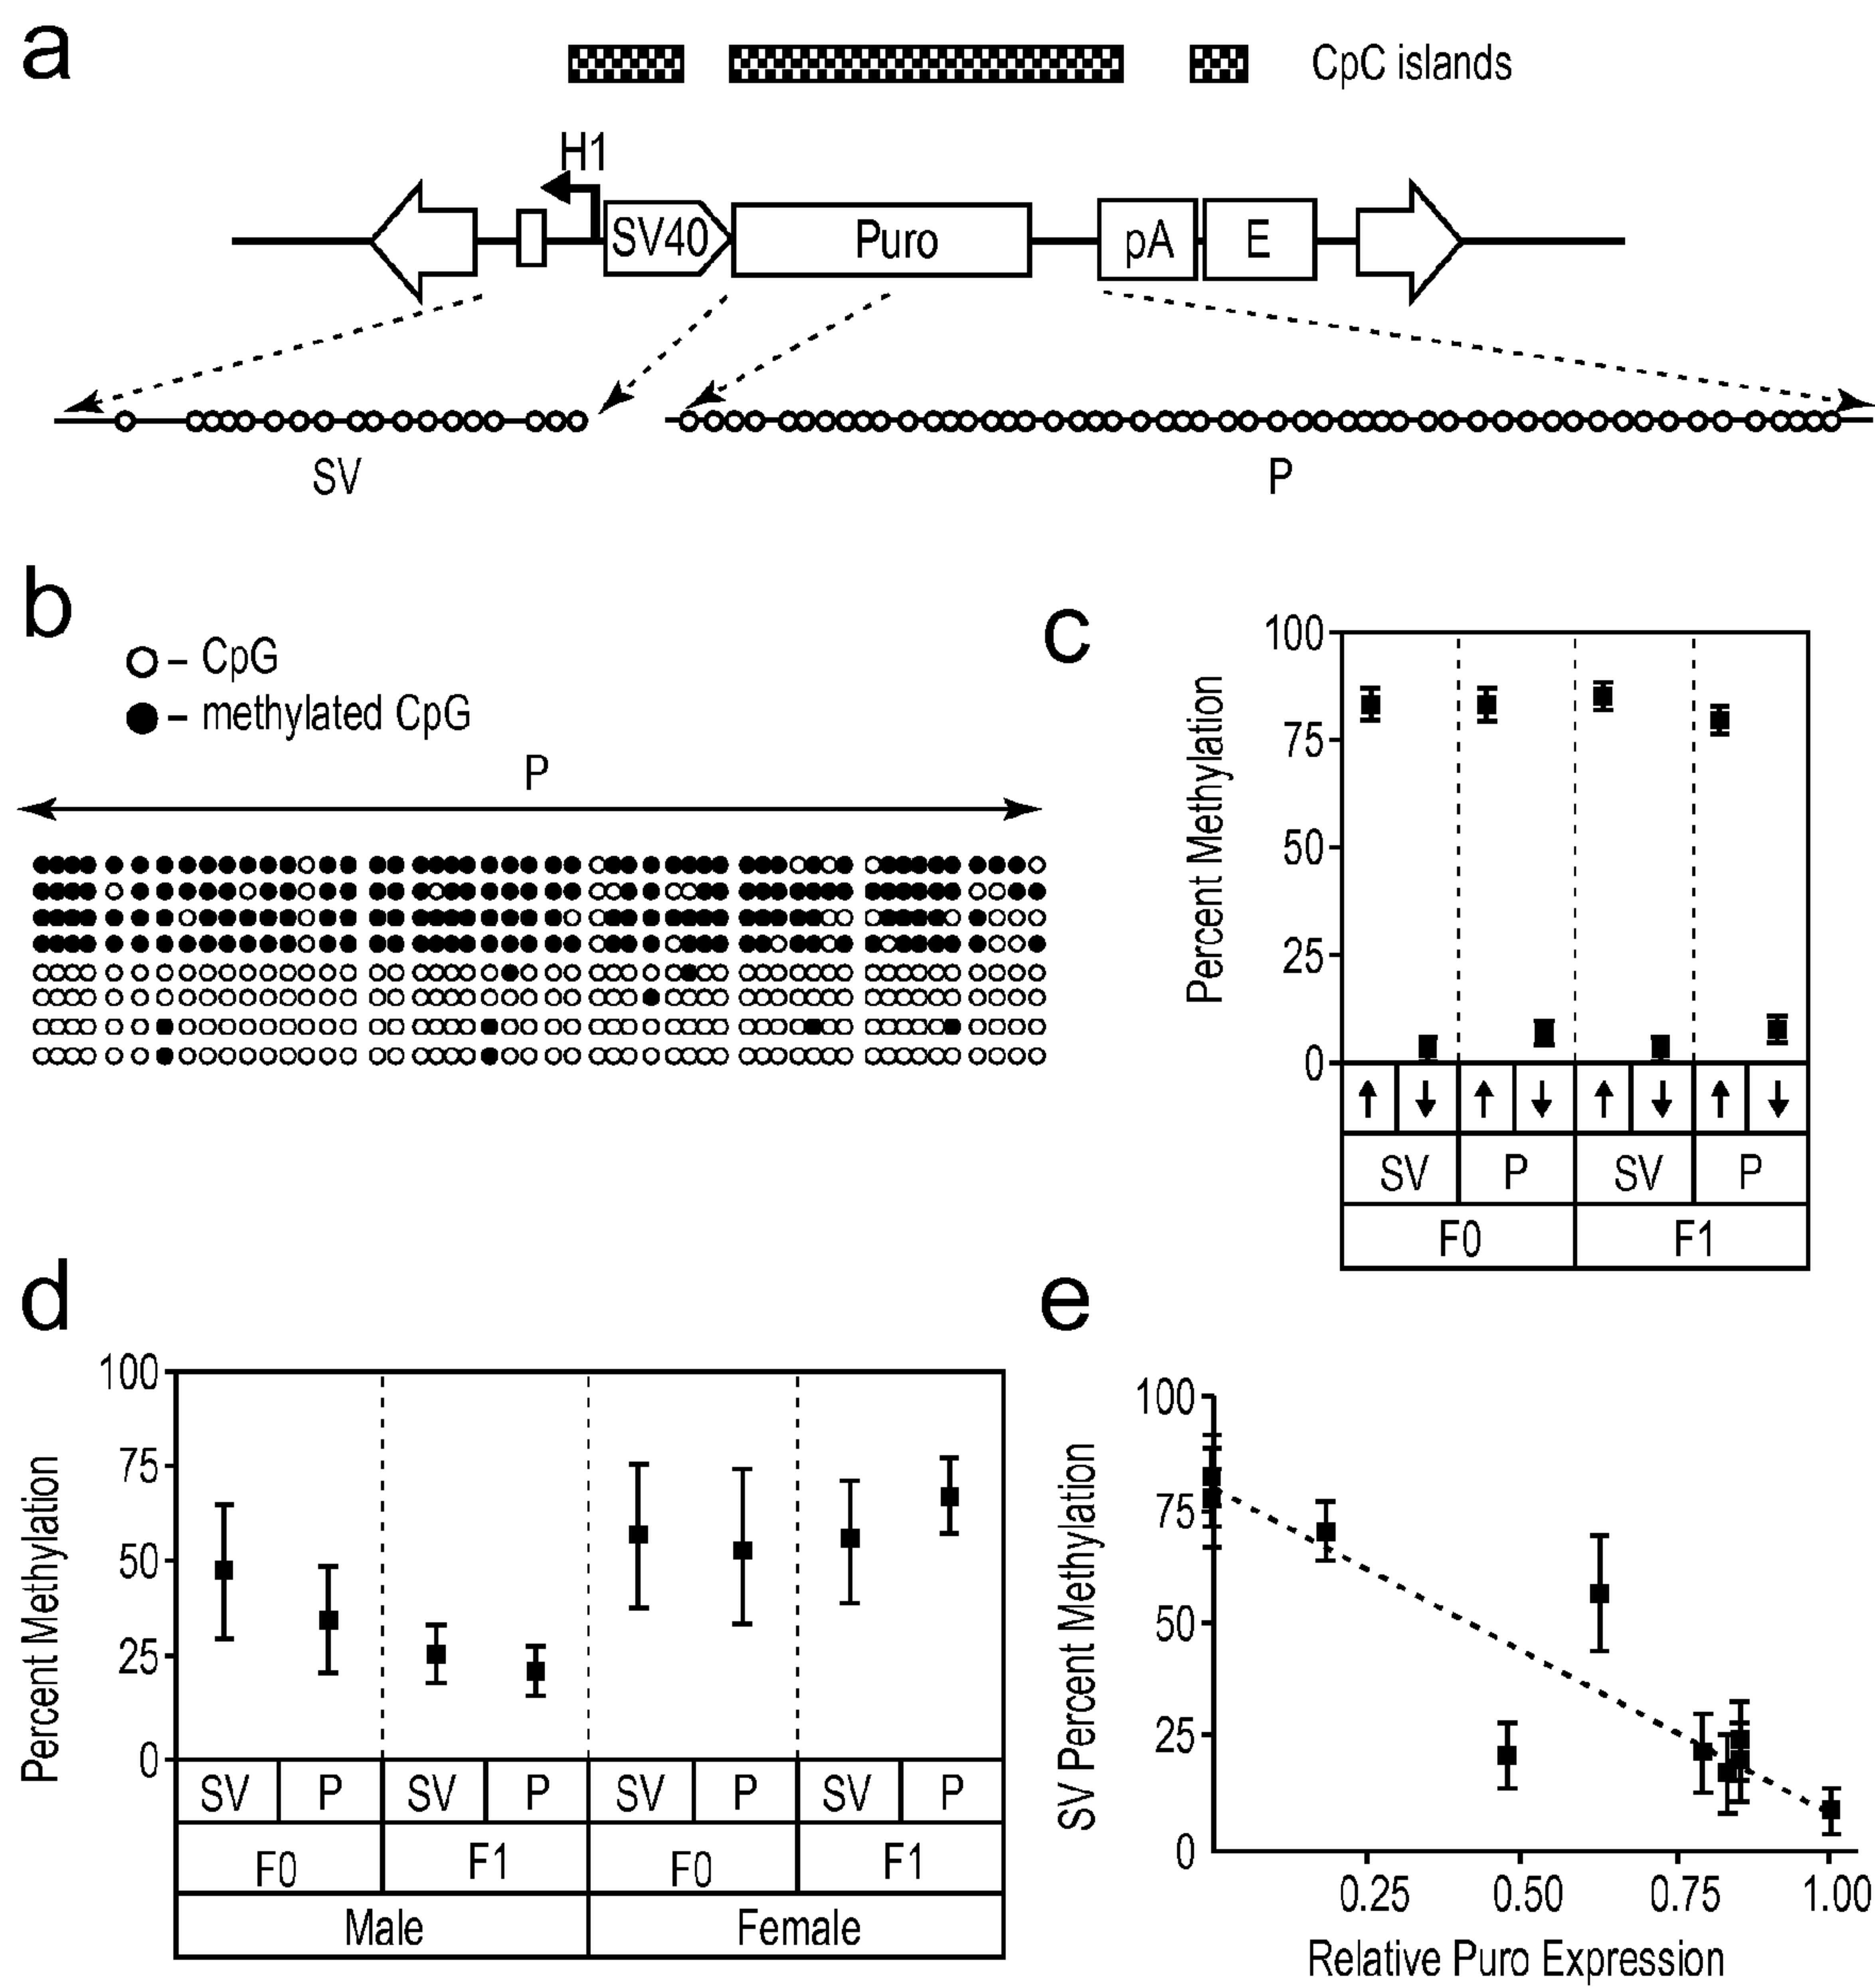 a
CpC islands
H1
SV40
Puro
pA
E
SV
P
b
– CpG
– methylated CpG
P
c
Percent Methylation
100
75
50
25
0
SV
P
SV
P
F0
F1
d
Percent Methylation
100
75
50
25
0
SV
P
SV
P
SV
P
SV
P
F0
F1
F0
F1
Male
Female
e
SV Percent Methylation
100
75
50
25
0
0.25
0.50
0.75
1.00
Relative Puro Expression